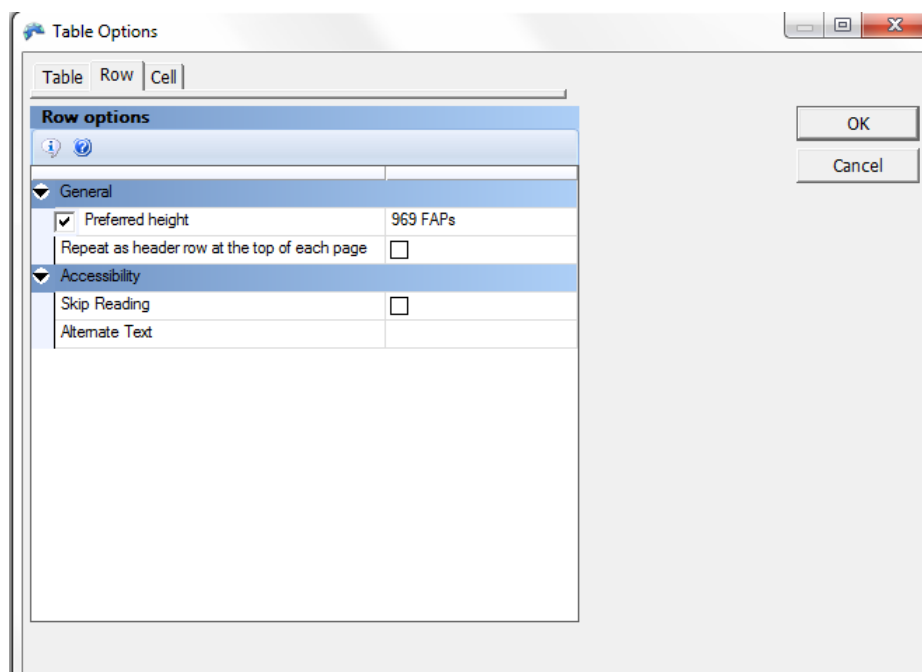 Table Options
Table Row Cell
Row options
OK
Cancel
General
Preferred height 969 FAPs
Repeat as header row at the top of each page
Accessibility
Skip Reading
Alternate Text